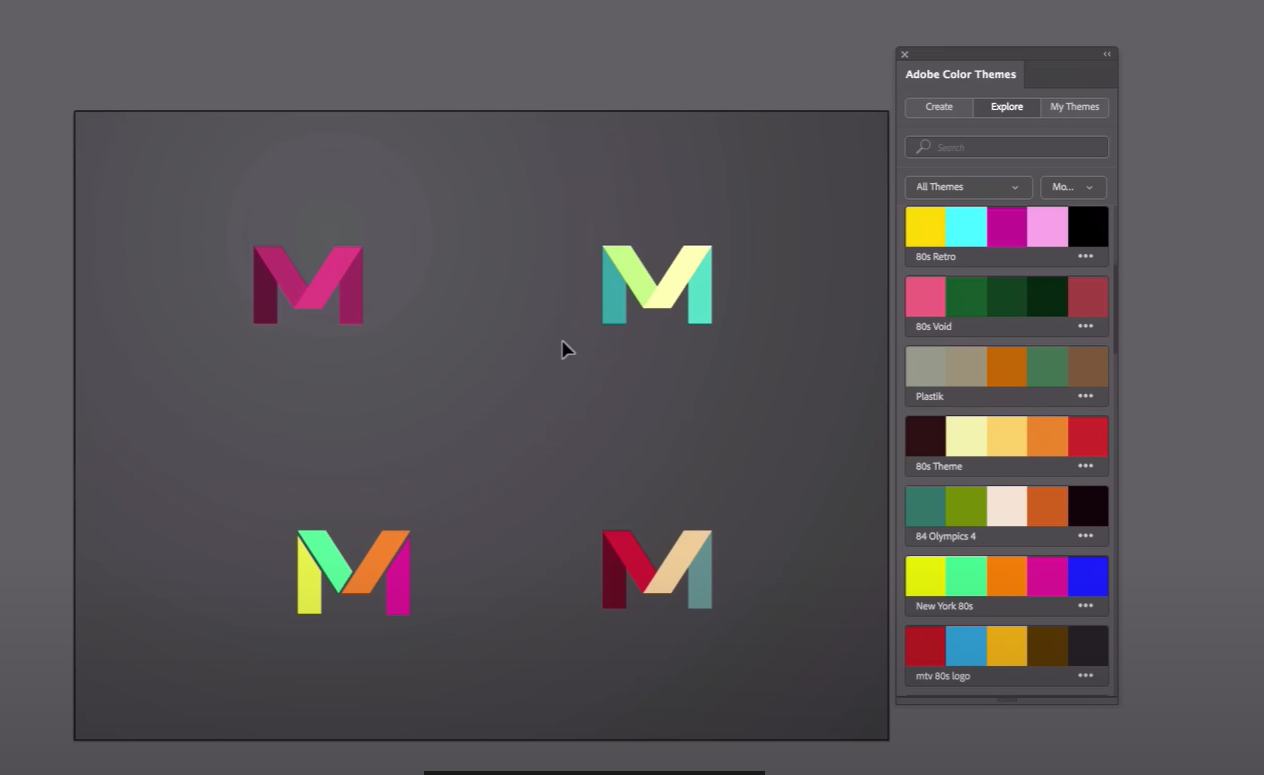 Adobe Color Themes
Create Explore My Themes
Search
All Themes Mo...
80s Retro
80s Void
Plastik
80s Theme
84 Olympics 4
New York 80s
mtv 80s logo
M M
M M